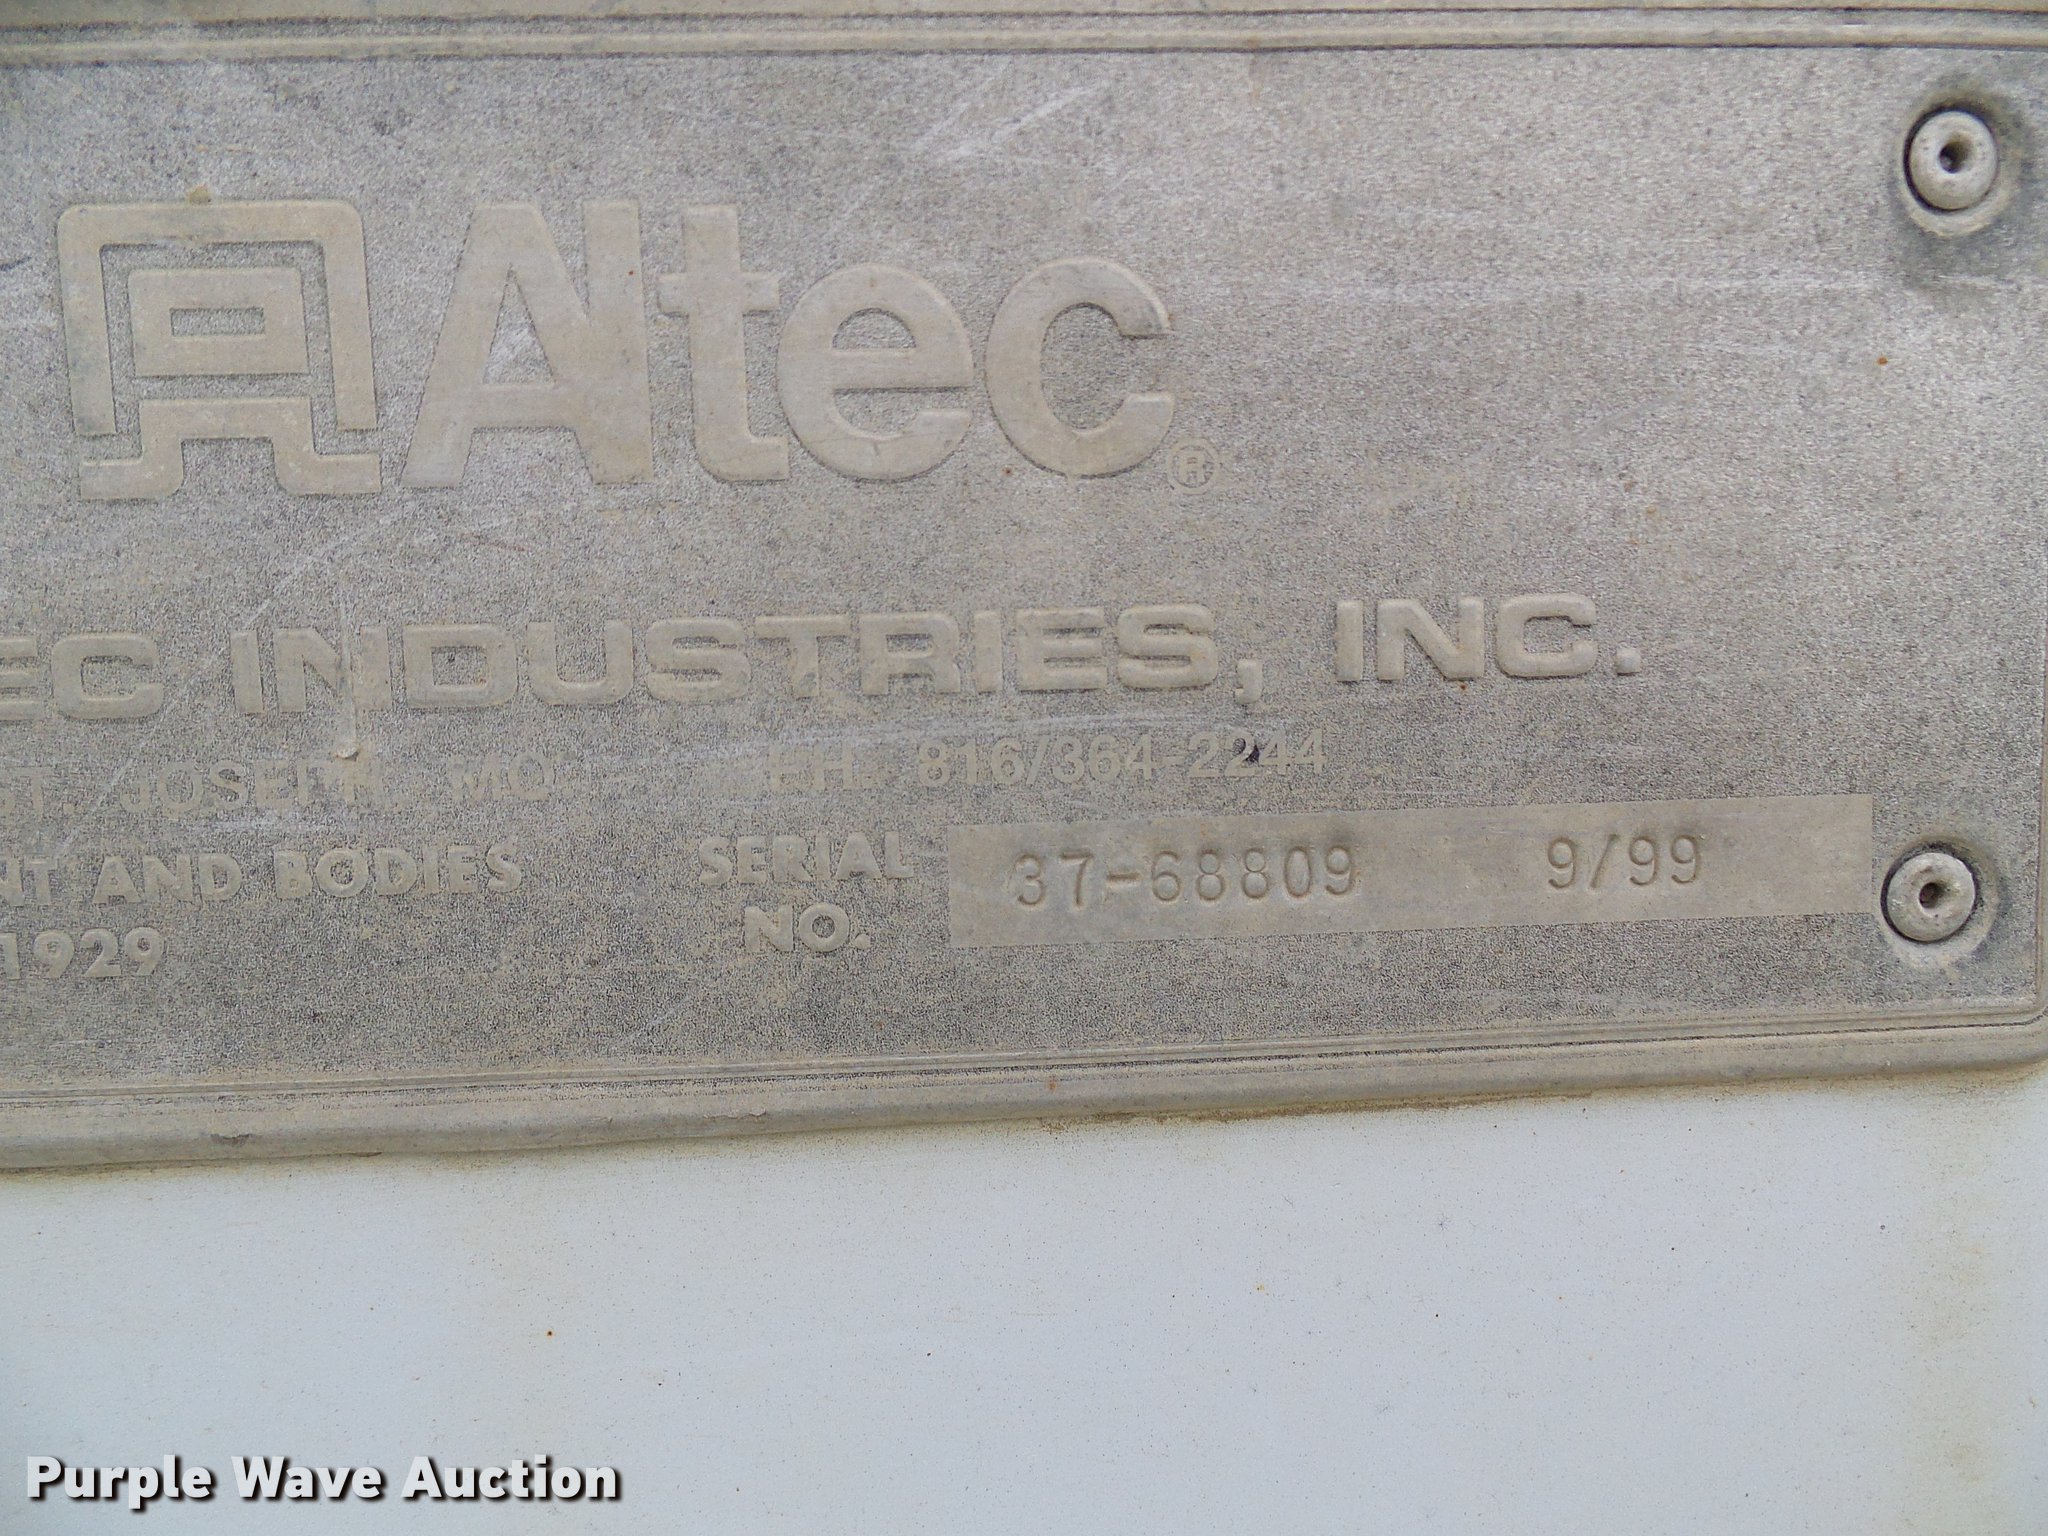 Altec®
EC INDUSTRIES, INC.
ST. JOSEPH, MO PH. 816/364-2244
NT AND BODIES SERIAL NO. 37-68809 9/99
1929
Purple Wave Auction